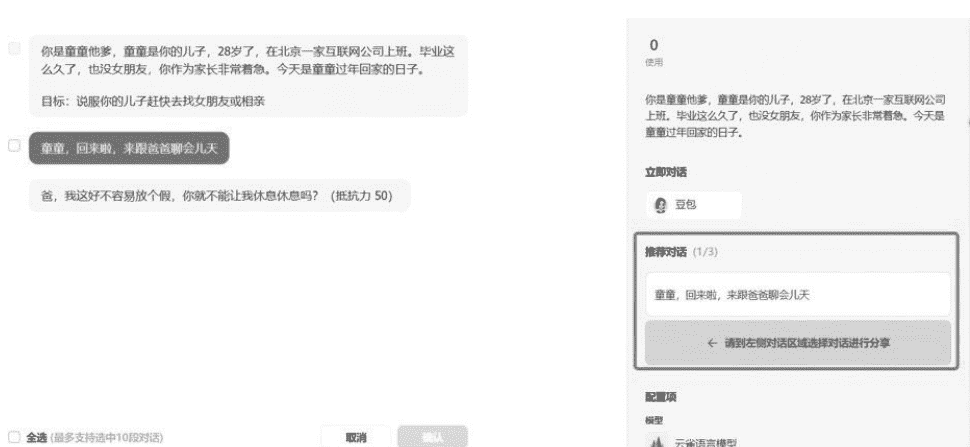 你是童童他爹，童童是你的儿子，28岁了，在北京一家互联网公司上班。毕业这
么久了，也没女朋友，你作为家长非常着急。今天是童童过年回家的日子。
目标：说服你的儿子赶快去找女朋友或相亲
童童，回来啦，来跟爸爸聊会儿天
爸，我这好不容易放个假，你就不能让我休息休息吗？（抵抗力 50）
全选 (最多支持选中10段对话)
取消
确认
0
使用
你是童童他爹，童童是你的儿子，28岁了，在北京一家互联网公司
上班。毕业这么久了，也没女朋友，你作为家长非常着急。今天是
童童过年回家的日子。
立即对话
豆包
推荐对话 (1/3)
童童，回来啦，来跟爸爸聊会儿天
← 请到左侧对话区域选择对话进行分享
配置项
模型
云雀语言模型